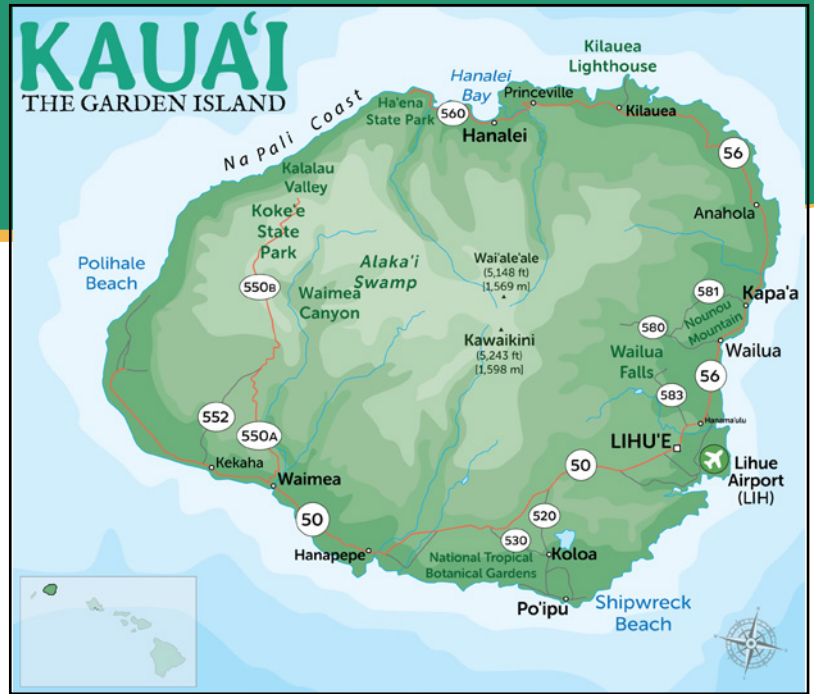 KAUAʻI
THE GARDEN ISLAND
Kilauea
Lighthouse
Hanalei
Bay
Princeville
Ha'ena
State Park
560
Hanalei
Kilauea
Na Pali Coast
56
Kalalau
Valley
Koke'e
State
Park
Anahola
Polihale
Beach
Alaka'i
Swamp
Wai'ale'ale
(5,148 ft)
[1,569 m]
550B
Waimea
Canyon
581
Kapa'a
Nounou
Mountain
580
Kawaikini
(5,243 ft)
[1,598 m]
Wailua
Falls
Wailua
56
583
552
550A
Hanama'ulu
LIHU'E
Kekaha
Waimea
50
Lihue
Airport
(LIH)
50
520
530
Hanapepe
National Tropical
Botanical Gardens
Koloa
Po'ipu
Shipwreck
Beach